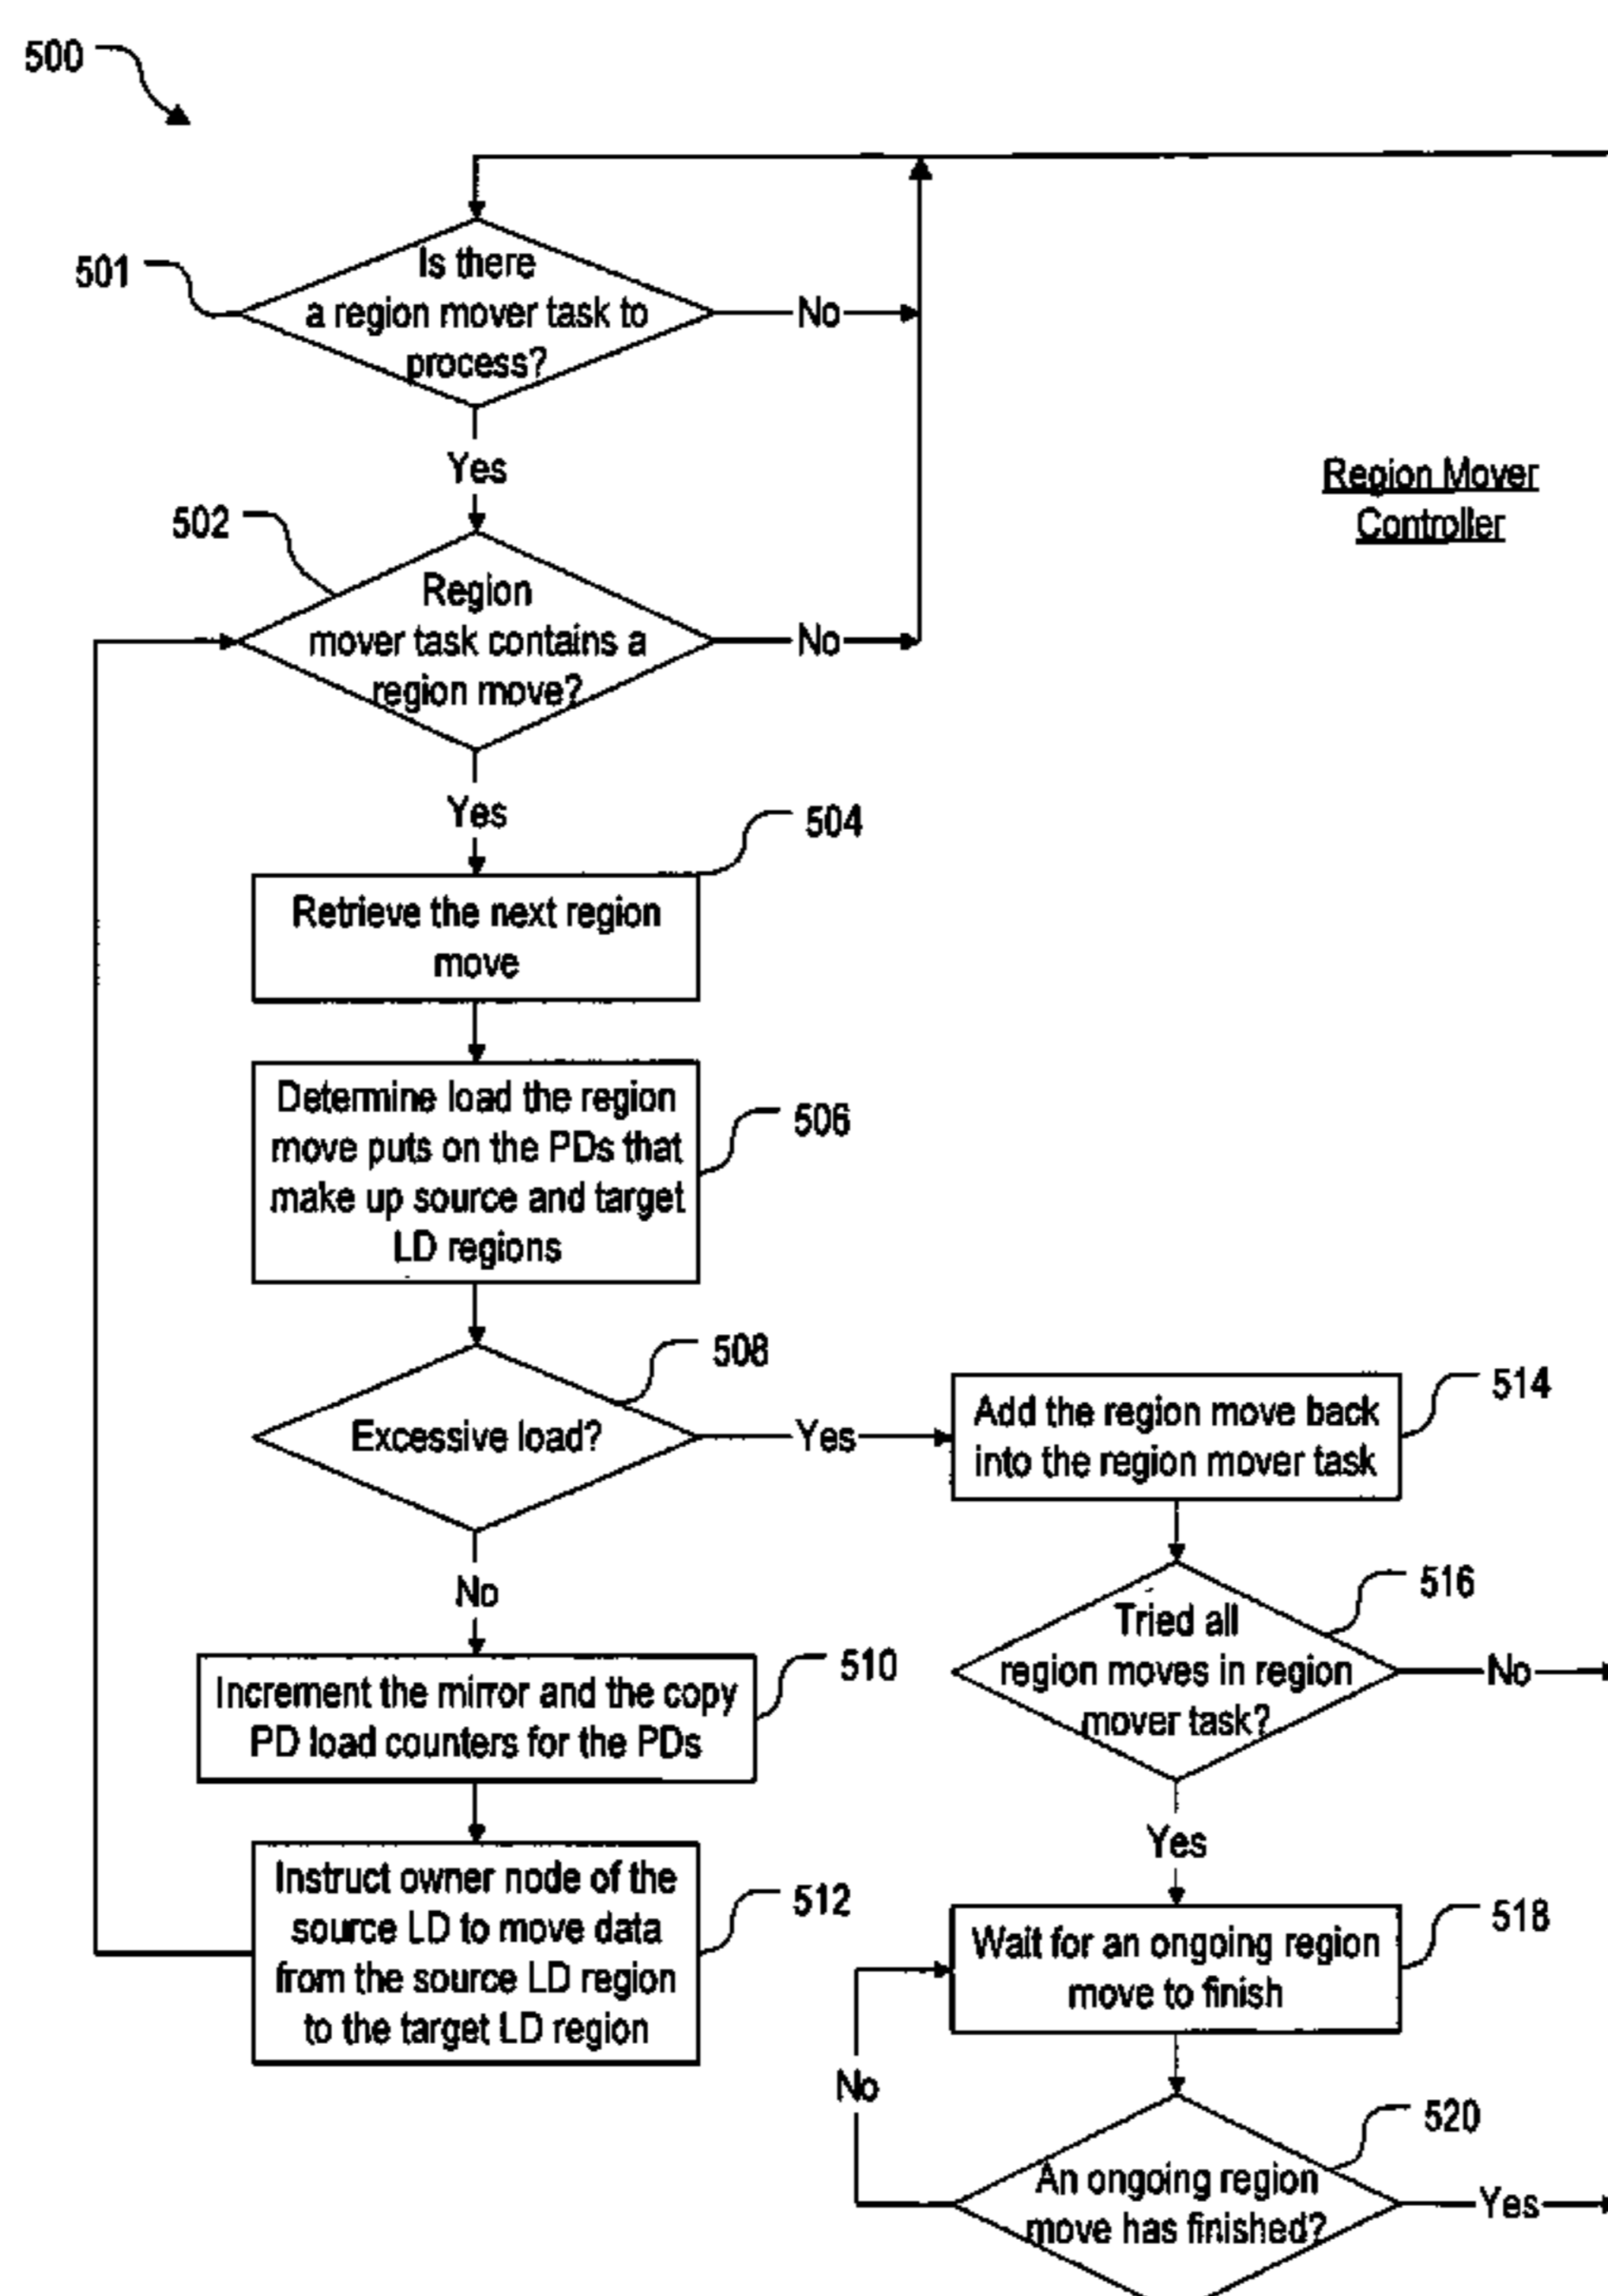 500
501
Is there
a region mover task to
process?
No
Yes
Region Mover
Controller
502
Region
mover task contains a
region move?
No
Yes
504
Retrieve the next region
move
506
Determine load the region
move puts on the PDs that
make up source and target
LD regions
508
Excessive load?
Yes
No
510
Increment the mirror and the copy
PD load counters for the PDs
512
Instruct owner node of the
source LD to move data
from the source LD region
to the target LD region
514
Add the region move back
into the region mover task
516
Tried all
region moves in region
mover task?
No
Yes
518
Wait for an ongoing region
move to finish
No
520
An ongoing region
move has finished?
Yes